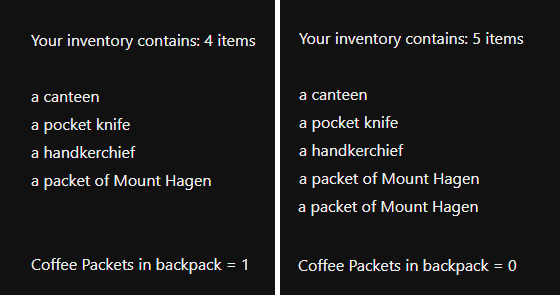 Your inventory contains: 4 items
a canteen
a pocket knife
a handkerchief
a packet of Mount Hagen
Coffee Packets in backpack = 1
Your inventory contains: 5 items
a canteen
a pocket knife
a handkerchief
a packet of Mount Hagen
a packet of Mount Hagen
Coffee Packets in backpack = 0